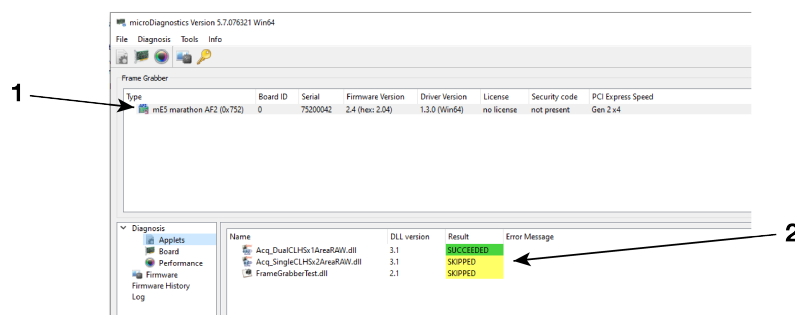 microDiagnostics Version 5.7.076321 Win64
File Diagnosis Tools Info
Frame Grabber
1
Type Board ID Serial Firmware Version Driver Version License Security code PCI Express Speed
mE5 marathon AF2 (0x752) 0 75200042 2.4 (hex: 2.04) 1.3.0 (Win64) no license not present Gen 2 x4
Diagnosis
Applets
Board
Performance
Firmware
Firmware History
Log
Name DLL version Result Error Message
Acq_DualCLHSx1AreaRAW.dll 3.1 SUCCEEDED
Acq_SingleCLHSx2AreaRAW.dll 3.1 SKIPPED
FrameGrabberTest.dll 2.1 SKIPPED
2